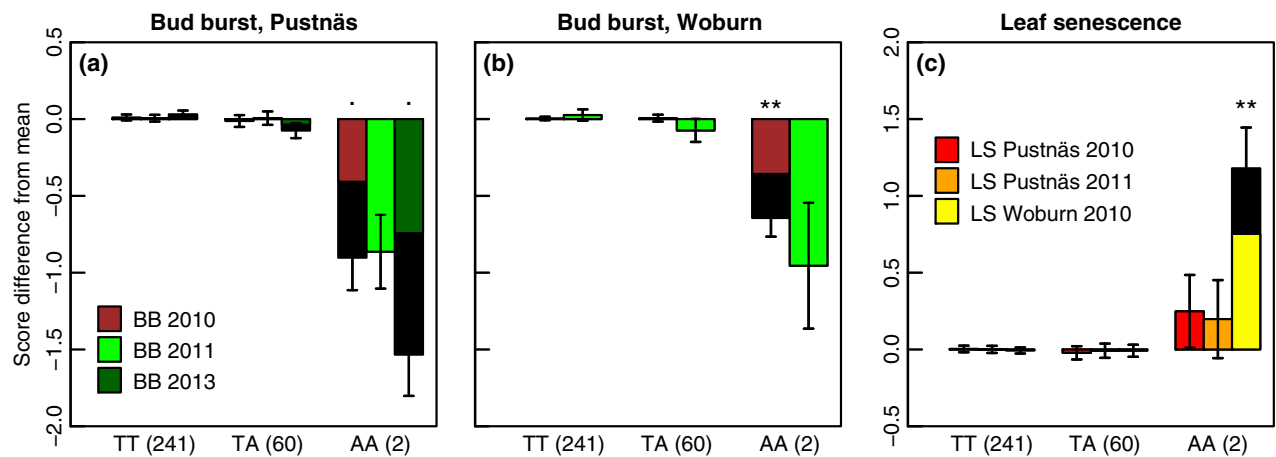 Bud burst, Pustnäs
Bud burst, Woburn
Leaf senescence
Score difference from mean
(a)
0.5
0.0
−0.5
−1.0
−1.5
−2.0
.
.
BB 2010
BB 2011
BB 2013
TT (241)
TA (60)
AA (2)
(b)
**
TT (241)
TA (60)
AA (2)
(c)
2.0
1.5
1.0
0.5
0.0
−0.5
**
LS Pustnäs 2010
LS Pustnäs 2011
LS Woburn 2010
TT (241)
TA (60)
AA (2)